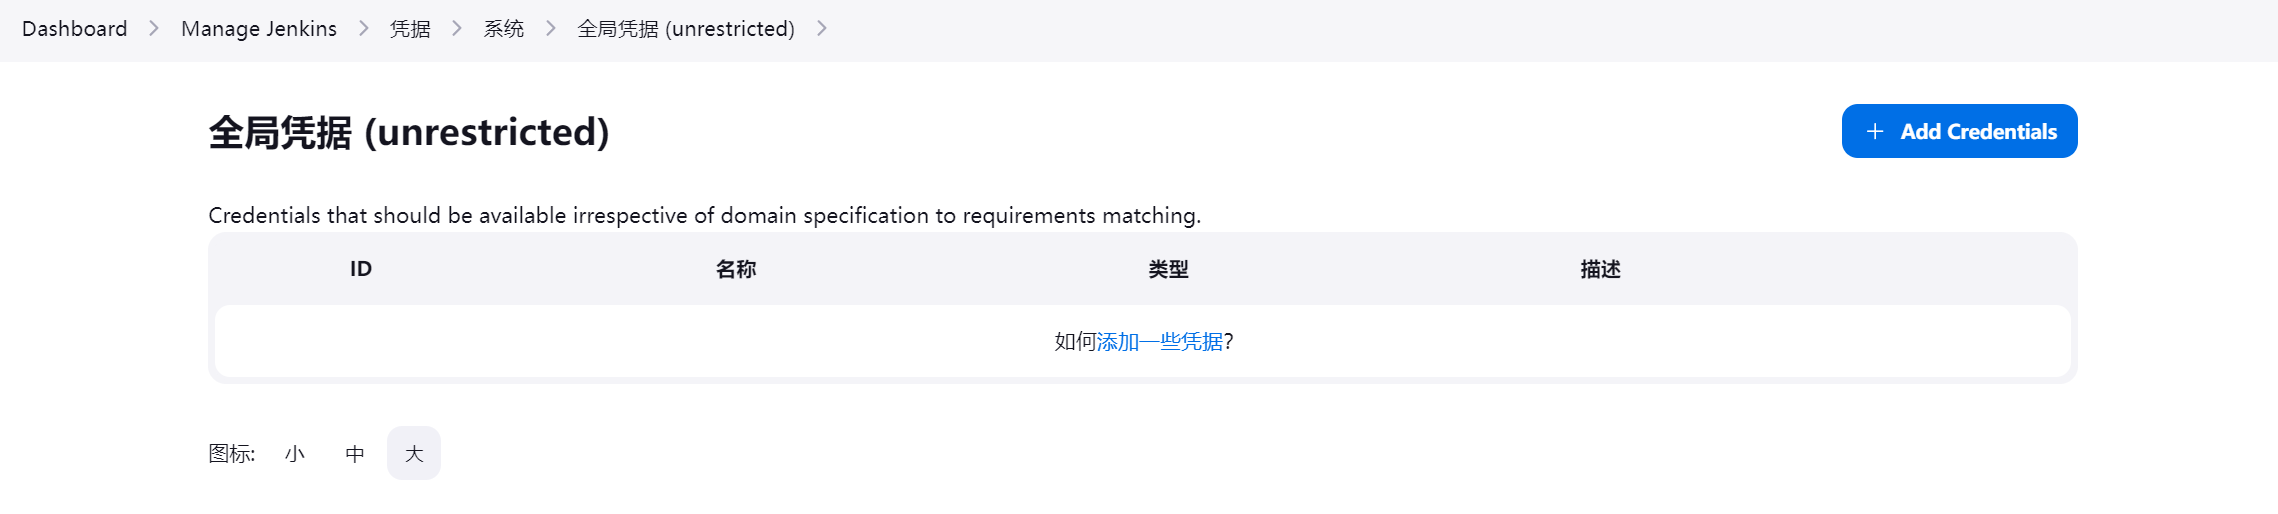 Dashboard Manage Jenkins 凭据 系统 全局凭据 (unrestricted)
全局凭据 (unrestricted)
Add Credentials
Credentials that should be available irrespective of domain specification to requirements matching.
ID 名称 类型 描述
如何添加一些凭据?
图标: 小 中 大